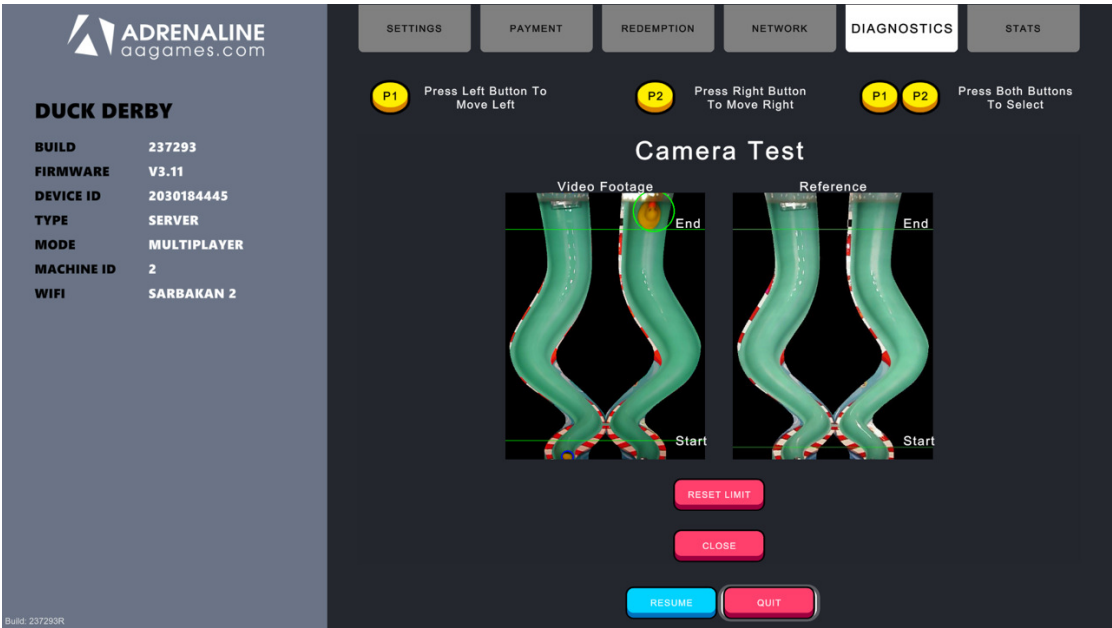 ADRENALINE
aagames.com
DUCK DERBY
BUILD 237293
FIRMWARE V3.11
DEVICE ID 2030184445
TYPE SERVER
MODE MULTIPLAYER
MACHINE ID 2
WIFI SARBAKAN 2
Build: 237293R
SETTINGS PAYMENT REDEMPTION NETWORK DIAGNOSTICS STATS
P1 Press Left Button To
Move Left
P2 Press Right Button
To Move Right
P1 P2 Press Both Buttons
To Select
Camera Test
Video Footage Reference
End End
Start Start
RESET LIMIT
CLOSE
RESUME QUIT